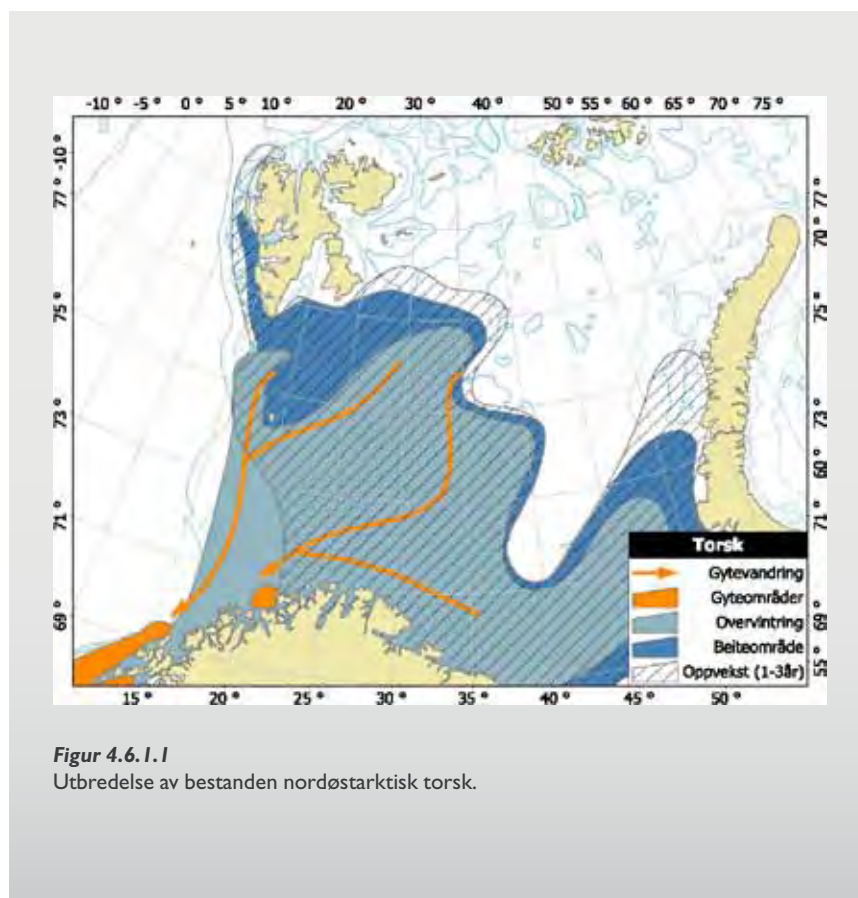 -10 ° -5 ° 0 ° 5 ° 10 ° 20 ° 30 ° 40 ° 50 ° 55 ° 60 ° 65 ° 70 ° 75 °
-10 °
77 °
75 °
73 °
71 °
69 °
77 °
70 °
75 °
73 °
60 °
71 °
69 °
55 °
Torsk
Gytevandring
Gyteområder
Overvintring
Beiteområde
Oppvekst (1-3år)
15 ° 20 ° 25 ° 30 ° 35 ° 40 ° 45 ° 50 °
Figur 4.6.1.1
Utbredelse av bestanden nordøstarktisk torsk.